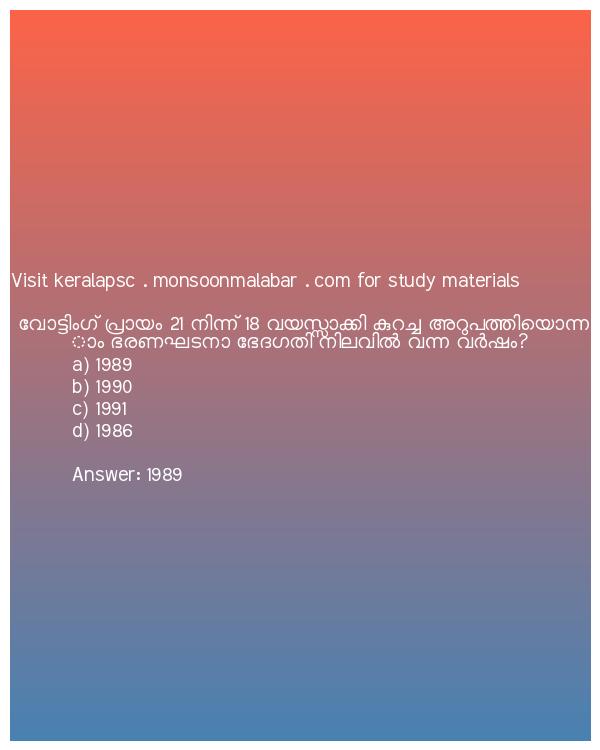 Visit keralapsc . monsoonmalabar . com for study materials
വോട്ടിംഗ് പ്രായം 21 നിന്ന് 18 വയസ്സാക്കി കുറച്ച അറുപത്തിയൊന്ന
ാം ഭരണഘടനാ ഭേദഗതി നിലവിൽ വന്ന വർഷം?
a) 1989
b) 1990
c) 1991
d) 1986
Answer: 1989